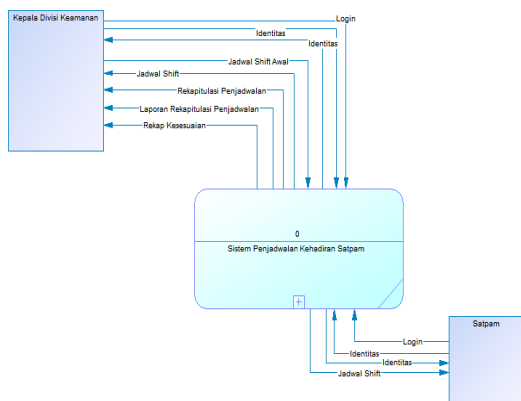 Kepala Divisi Keamanan
Login
Identitas
Identitas
Jadwal Shift Awal
Jadwal Shift
Rekapitulasi Penjadwalan
Laporan Rekapitulasi Penjadwalan
Rekap Kesesuaian
0
Sistem Penjadwalan Kehadiran Satpam
Satpam
Login
Identitas
Identitas
Jadwal Shift